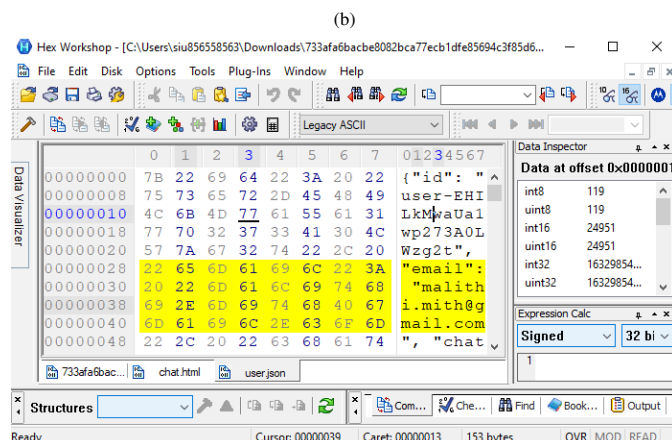 (b)
Hex Workshop - [C:\Users\siu856558563\Downloads\733afa6bacbe8082bca77ecb1dfe85694c3f85d6...
File Edit Disk Options Tools Plug-Ins Window Help
Legacy ASCII
Data Visualizer
0 1 2 3 4 5 6 7 01234567
00000000 7B 22 69 64 22 3A 20 22 {"id": "
00000008 75 73 65 72 2D 45 48 49 user-EHI
00000010 4C 6B 4D 77 61 55 61 31 LkMwaUa1
00000018 77 70 32 37 33 41 30 4C wp273A0L
00000020 57 7A 67 32 74 22 2C 20 Wzg2t",
00000028 22 65 6D 61 69 6C 22 3A "email":
00000030 20 22 6D 61 6C 69 74 68 "malith
00000038 69 2E 6D 69 74 68 40 67 i.mith@g
00000040 6D 61 69 6C 2E 63 6F 6D mail.com
00000048 22 2C 20 22 63 68 61 74 ", "chat
733afa6bac... chat.html user.json
Data Inspector
Data at offset 0x0000001
int8 119
uint8 119
int16 24951
uint16 24951
int32 16329854...
uint32 16329854...
Expression Calc
Signed 32 bi
1
Structures
Com... Che... Find Book... Output
Ready Cursor: 00000039 Caret: 00000013 153 bytes OVR MOD READ